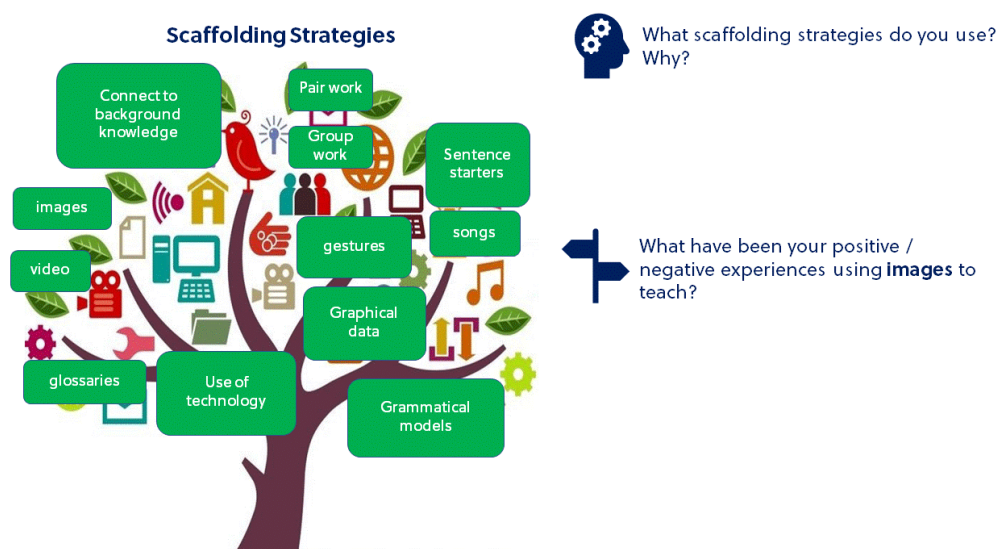 Scaffolding Strategies
Connect to
background
knowledge
Pair work
Group
work
Sentence
starters
images
gestures
songs
video
Graphical
data
glossaries
Use of
technology
Grammatical
models
What scaffolding strategies do you use?
Why?
What have been your positive /
negative experiences using images to
teach?